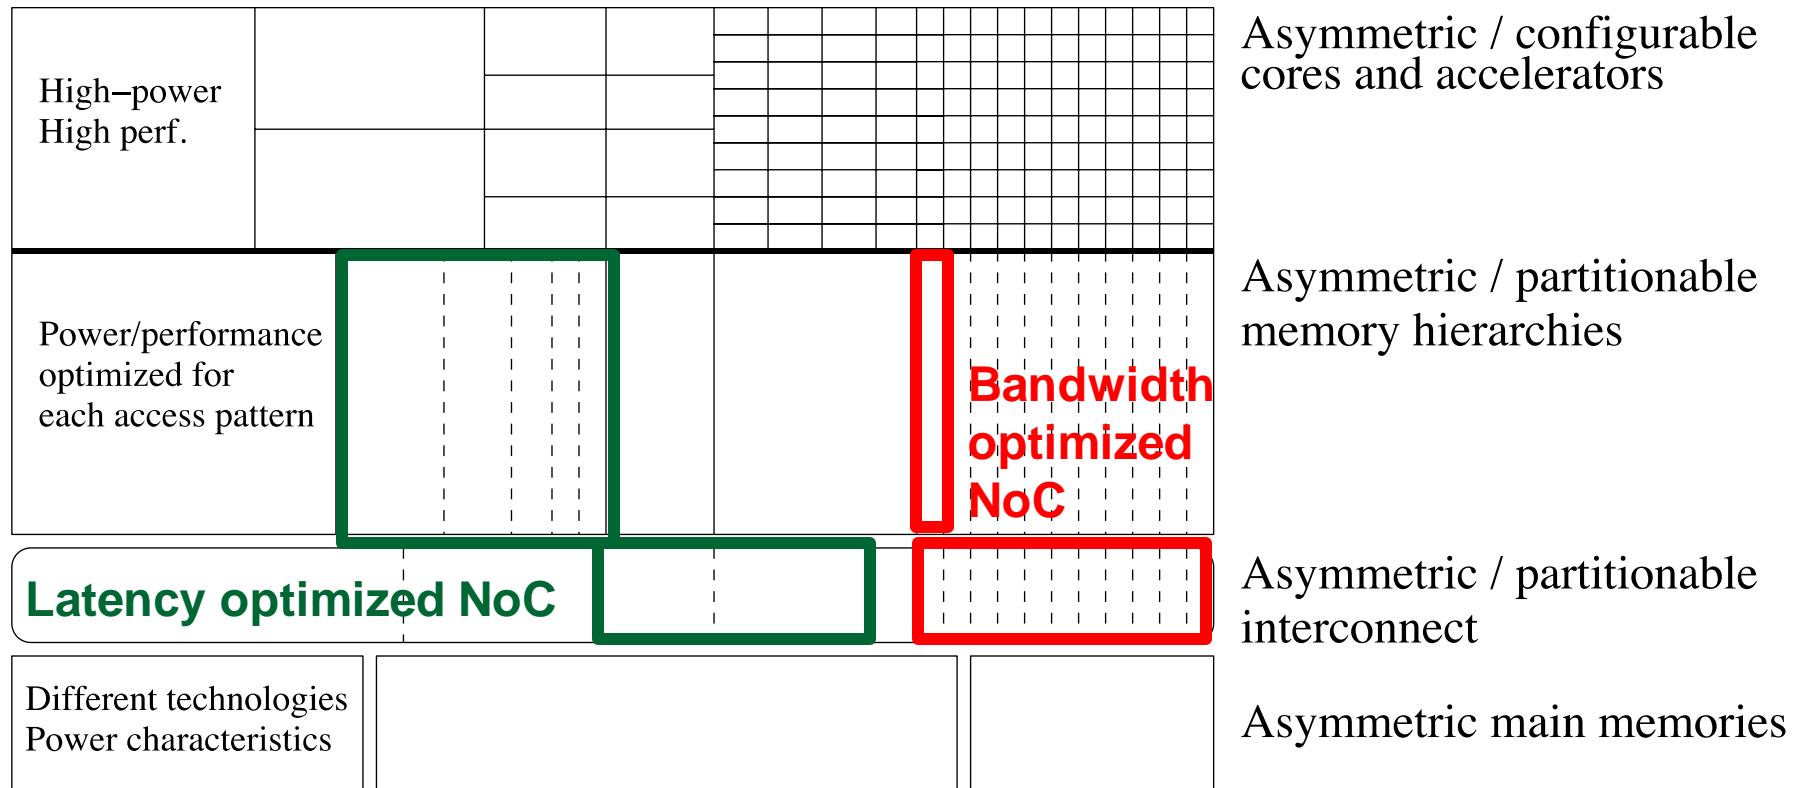 Asymmetric / configurable
cores and accelerators
High−power
High perf.
Asymmetric / partitionable
memory hierarchies
Power/performance
optimized for
each access pattern
Bandwidth
optimized
NoC
Asymmetric / partitionable
interconnect
Latency optimized NoC
Different technologies
Power characteristics
Asymmetric main memories